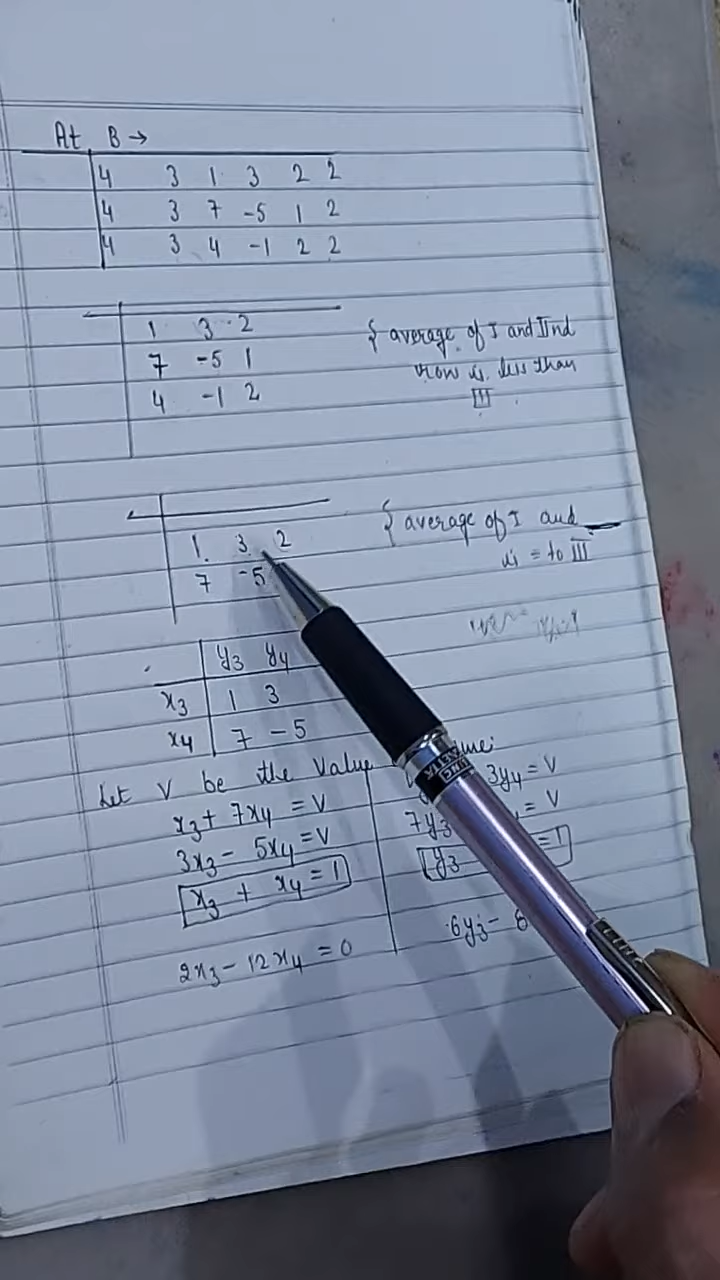 At B →
4 3 1 3 2 2
4 3 7 -5 1 2
4 3 4 -1 2 2
1 3 2
7 -5 1
4 -1 2
{ average of I and IInd
row is less than
III
1 3 2
7 -5
{ average of I and
is = to III
y3 y4
x3 1 3
x4 7 -5
Let V be the Value
x3 + 7x4 = V
3x3 - 5x4 = V
x3 + x4 = 1
2x3 - 12x4 = 0
3y4 = V
7y3 = V
y3 = 1
6y3 - 8